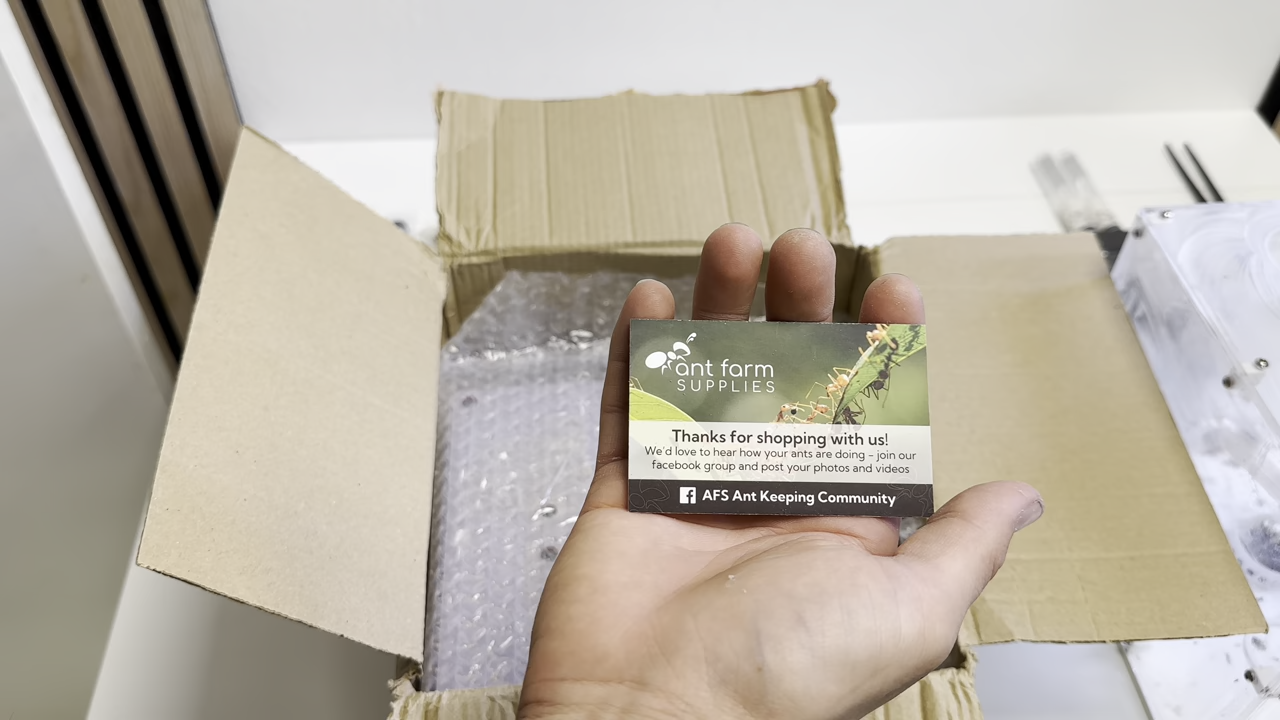 ant farm
SUPPLIES
Thanks for shopping with us!
We'd love to hear how your ants are doing - join our
facebook group and post your photos and videos
f AFS Ant Keeping Community